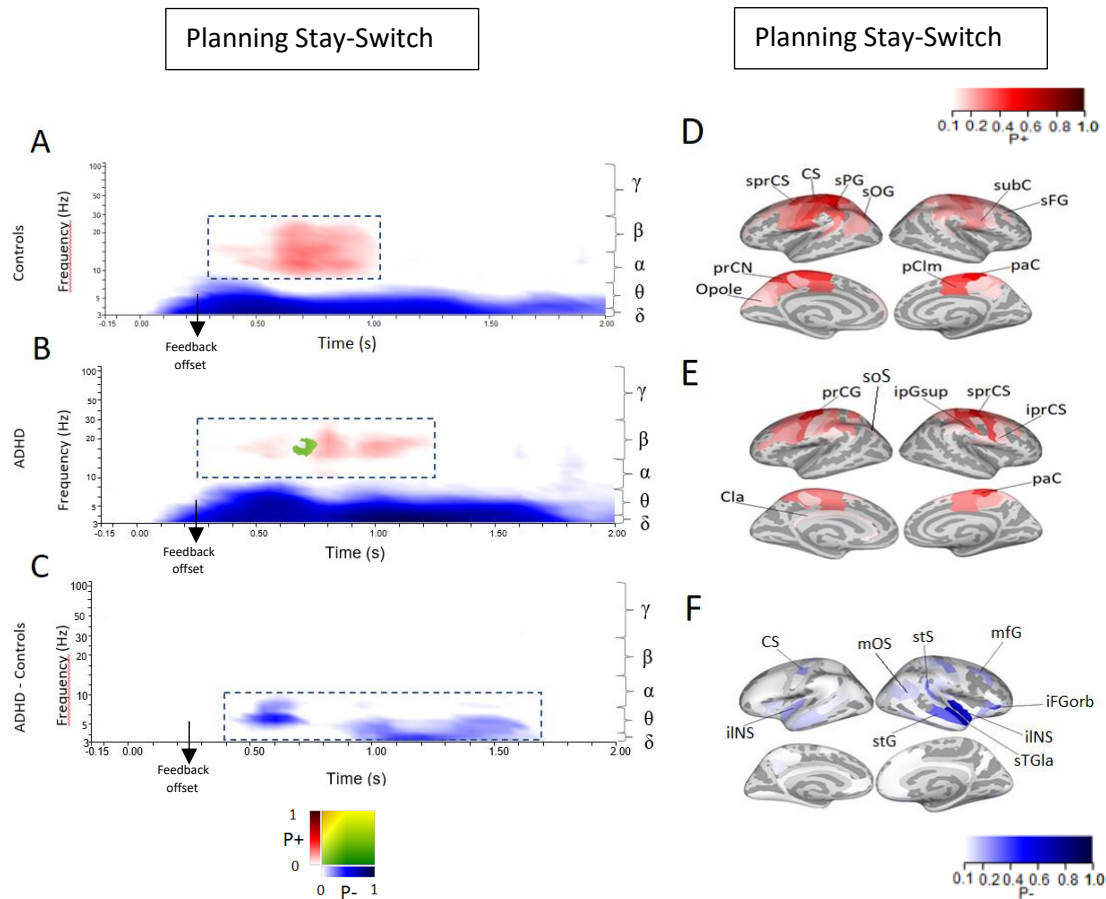 Planning Stay-Switch
Planning Stay-Switch
0.1 0.2 0.4 0.6 0.8 1.0
P+
A
Controls
Frequency (Hz)
100
50
30
20
10
5
3
γ
β
α
θ
δ
-0.15 0.00 0.50 1.00 1.50 2.00
Feedback
offset
Time (s)
B
ADHD
Frequency (Hz)
100
50
30
20
10
5
3
γ
β
α
θ
δ
-0.15 0.00 0.50 1.00 1.50 2.00
Feedback
offset
Time (s)
C
ADHD - Controls
Frequency (Hz)
100
50
30
20
10
5
3
γ
β
α
θ
δ
-0.15 0.00 0.50 1.00 1.50 2.00
Feedback
offset
Time (s)
1
P+
0
0 P- 1
D
sprCS CS sPG sOG subC sFG
prCN pClm paC
Opole
E
prCG soS ipGsup sprCS iprCS
Cla paC
F
CS mOS stS mfG
iFGorb
ilNS stG ilNS
sTGla
0.1 0.2 0.4 0.6 0.8 1.0
P-